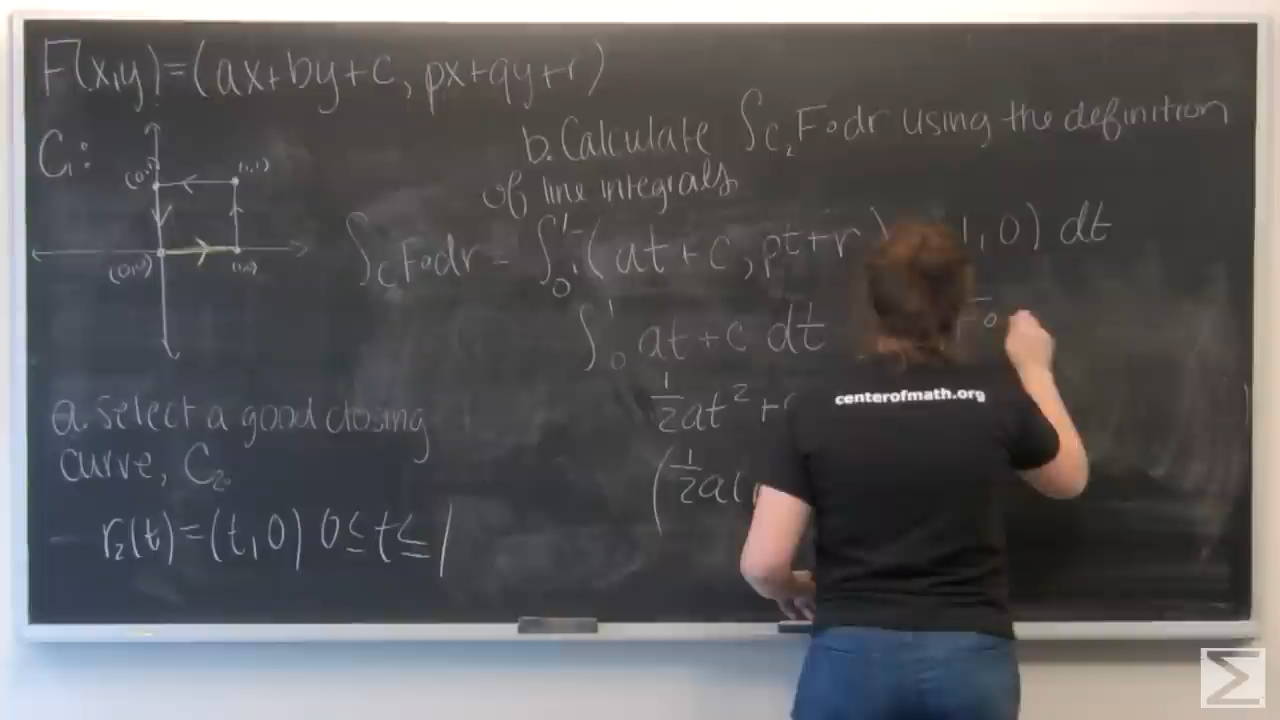 F(x,y)=(ax+by+c, px+qy+r)
C₁:
(0,1)
(1,1)
(0,0)
(1,0)
b. Calculate ∫C₂ F∘dr using the definition
of line integrals
∫C F∘dr = ∫₀¹ (at+c, pt+r) 1,0) dt
∫₀¹ at+c dt
1/2at²+
(1/2a(
F∘
a. select a good closing
curve, C₂.
r₂(t)=(t,0) 0≤t≤1
centerofmath.org
Σ